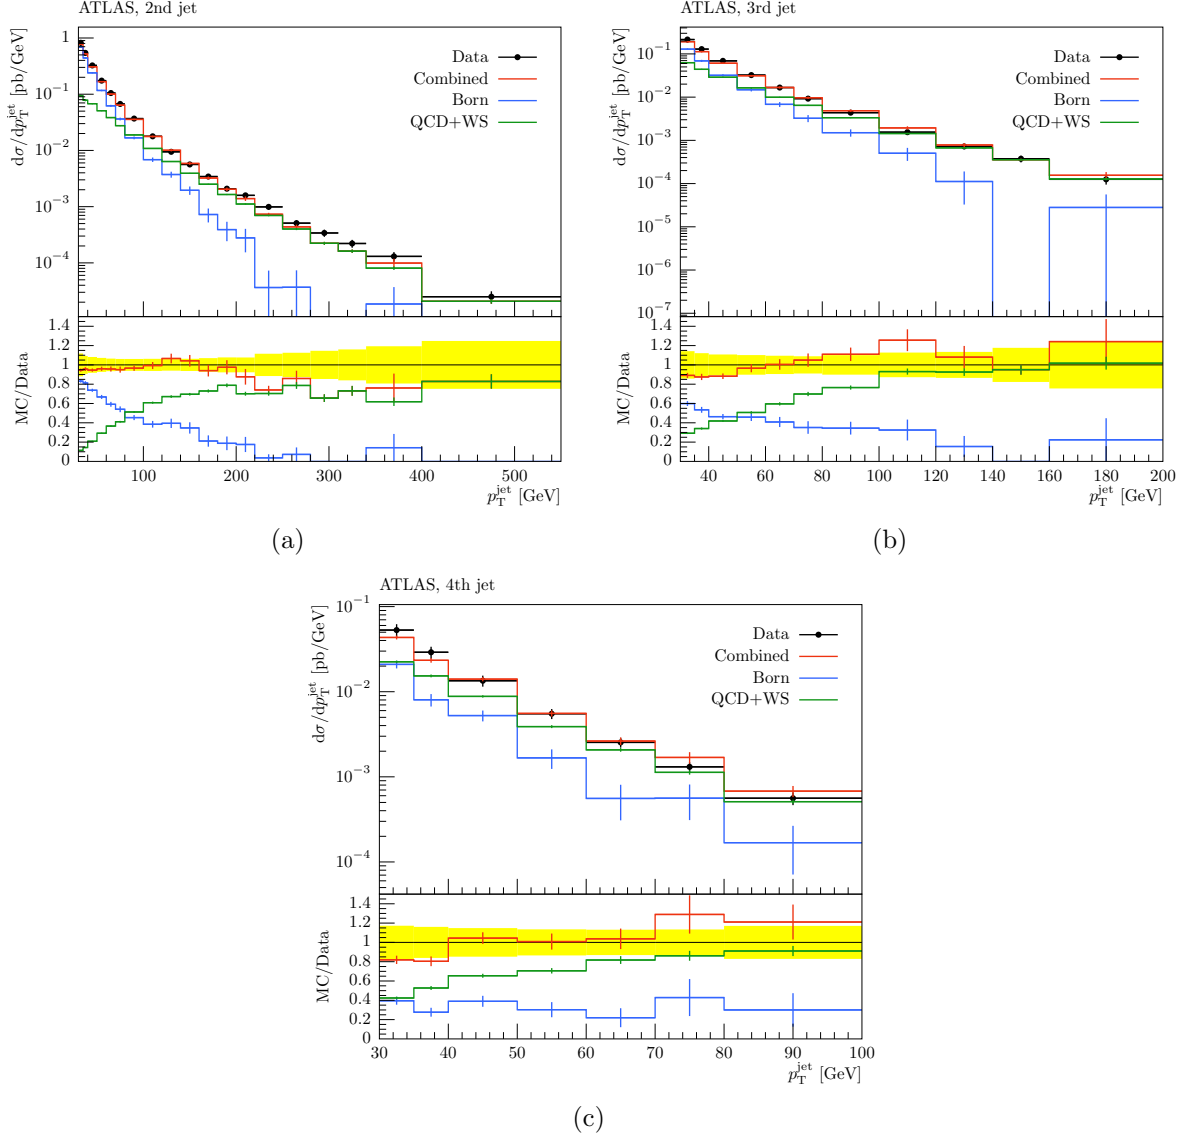 ATLAS, 2nd jet
dσ/dp_T^jet [pb/GeV]
1
10^−1
10^−2
10^−3
10^−4
Data
Combined
Born
QCD+WS
MC/Data
1.4
1.2
1
0.8
0.6
0.4
0.2
0
100 200 300 400 500
p_T^jet [GeV]
(a)
ATLAS, 3rd jet
dσ/dp_T^jet [pb/GeV]
10^−1
10^−2
10^−3
10^−4
10^−5
10^−6
10^−7
Data
Combined
Born
QCD+WS
MC/Data
1.4
1.2
1
0.8
0.6
0.4
0.2
0
40 60 80 100 120 140 160 180 200
p_T^jet [GeV]
(b)
ATLAS, 4th jet
dσ/dp_T^jet [pb/GeV]
10^−1
10^−2
10^−3
10^−4
Data
Combined
Born
QCD+WS
MC/Data
1.4
1.2
1
0.8
0.6
0.4
0.2
0
30 40 50 60 70 80 90 100
p_T^jet [GeV]
(c)